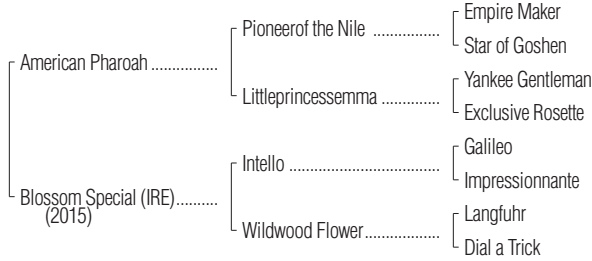 Empire Maker
Pioneerof the Nile ................
Star of Goshen
American Pharoah ................
Yankee Gentleman
Littleprincessemma ..............
Exclusive Rosette
Galileo
Intello ....................................
Impressionnante
Blossom Special (IRE)..........
(2015)
Langfuhr
Wildwood Flower..................
Dial a Trick